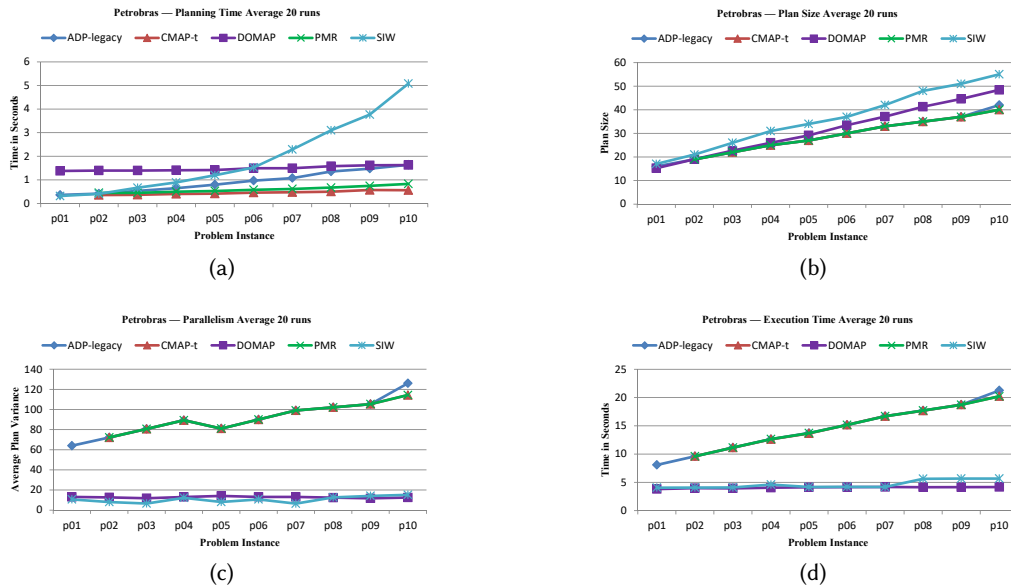 Petrobras — Planning Time Average 20 runs
ADP-legacy CMAP-t DOMAP PMR SIW
6
5
4
3
2
1
0
Time in Seconds
p01 p02 p03 p04 p05 p06 p07 p08 p09 p10
Problem Instance
(a)
Petrobras — Plan Size Average 20 runs
ADP-legacy CMAP-t DOMAP PMR SIW
60
50
40
30
20
10
0
Plan Size
p01 p02 p03 p04 p05 p06 p07 p08 p09 p10
Problem Instance
(b)
Petrobras — Parallelism Average 20 runs
ADP-legacy CMAP-t DOMAP PMR SIW
140
120
100
80
60
40
20
0
Average Plan Variance
p01 p02 p03 p04 p05 p06 p07 p08 p09 p10
Problem Instance
(c)
Petrobras — Execution Time Average 20 runs
ADP-legacy CMAP-t DOMAP PMR SIW
25
20
15
10
5
0
Time in Seconds
p01 p02 p03 p04 p05 p06 p07 p08 p09 p10
Problem Instance
(d)